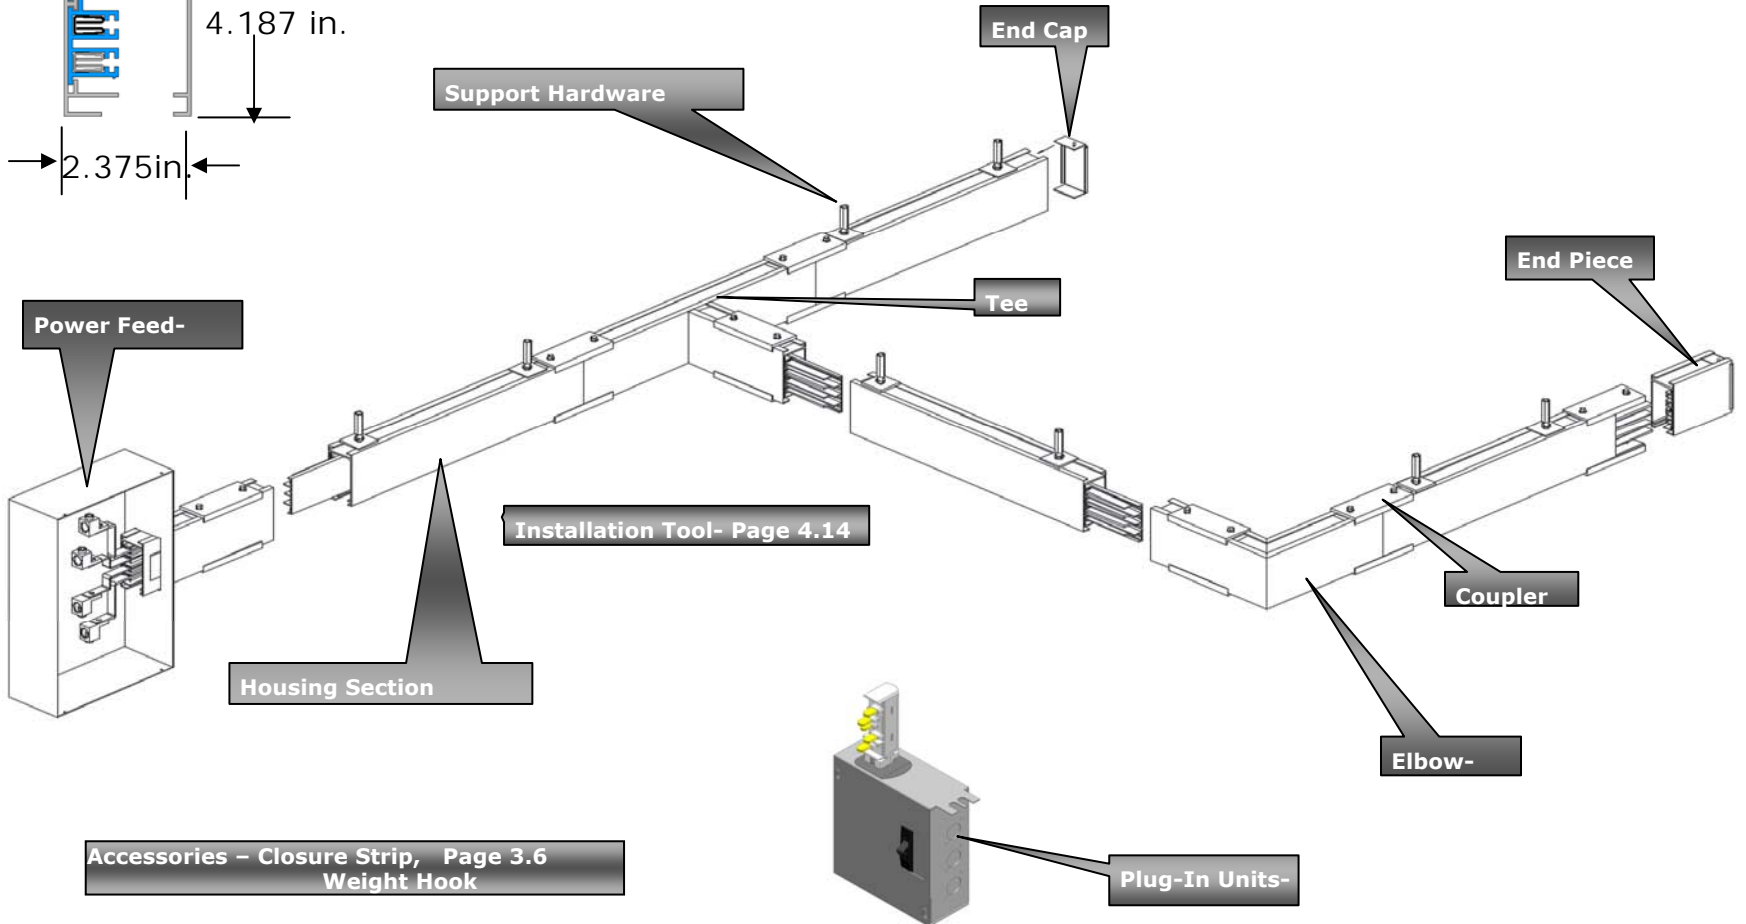 4.187 in.
End Cap
Support Hardware
2.375in.
End Piece
Tee
Power Feed-
Installation Tool- Page 4.14
Coupler
Housing Section
Elbow-
Accessories – Closure Strip, Page 3.6
Weight Hook
Plug-In Units-